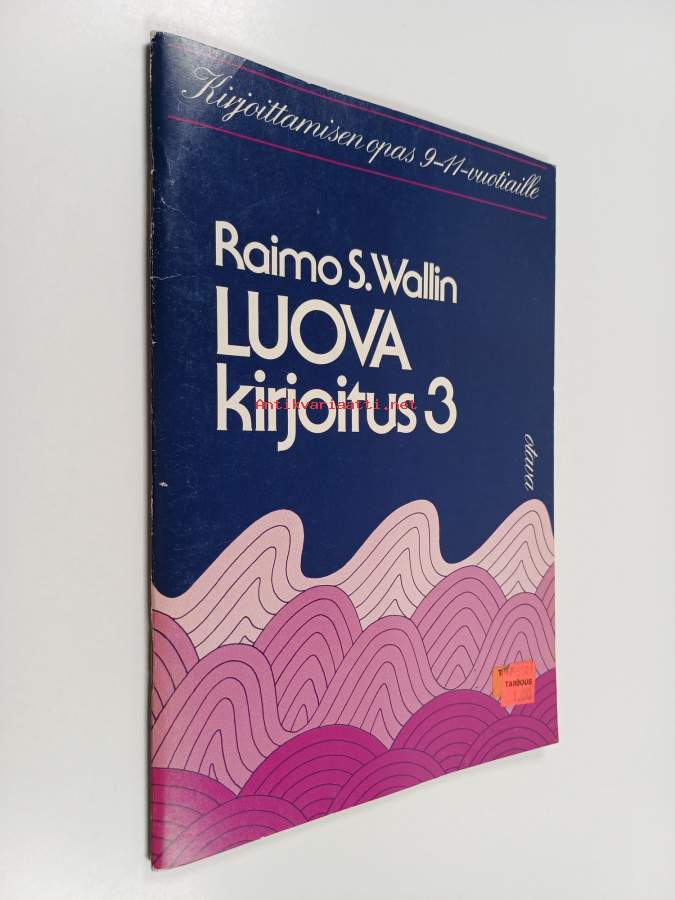 Kirjoittamisen opas 9–11-vuotiaille
Raimo S. Wallin
LUOVA
kirjoitus 3
Antikvariaatti.net
otava
TARJOUS